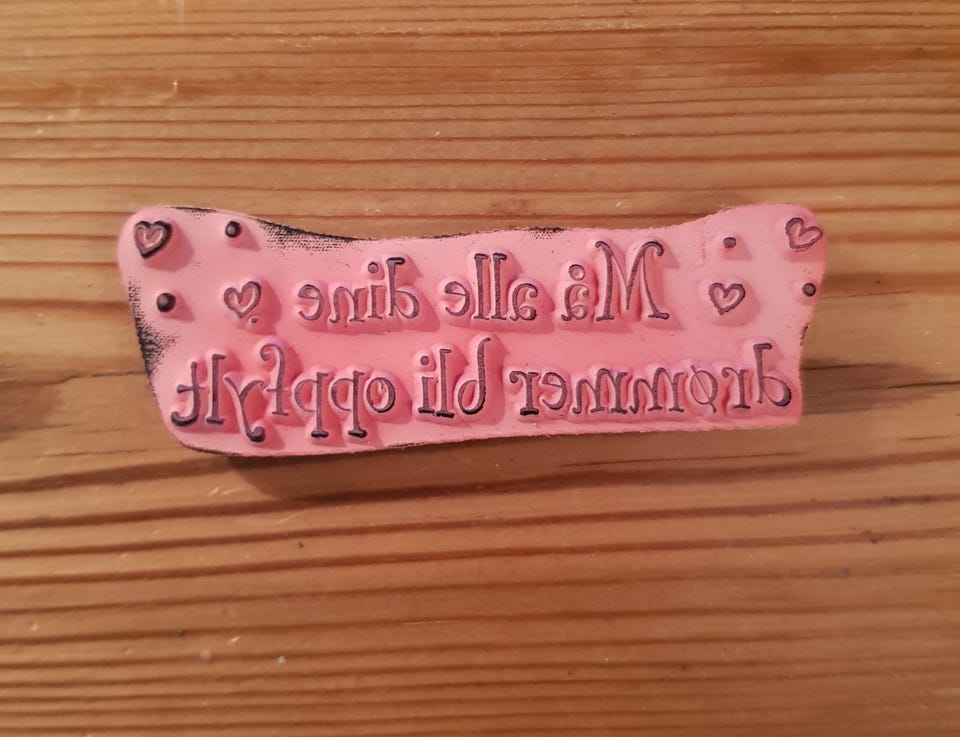 Må alle dine
drømmer bli oppfylt